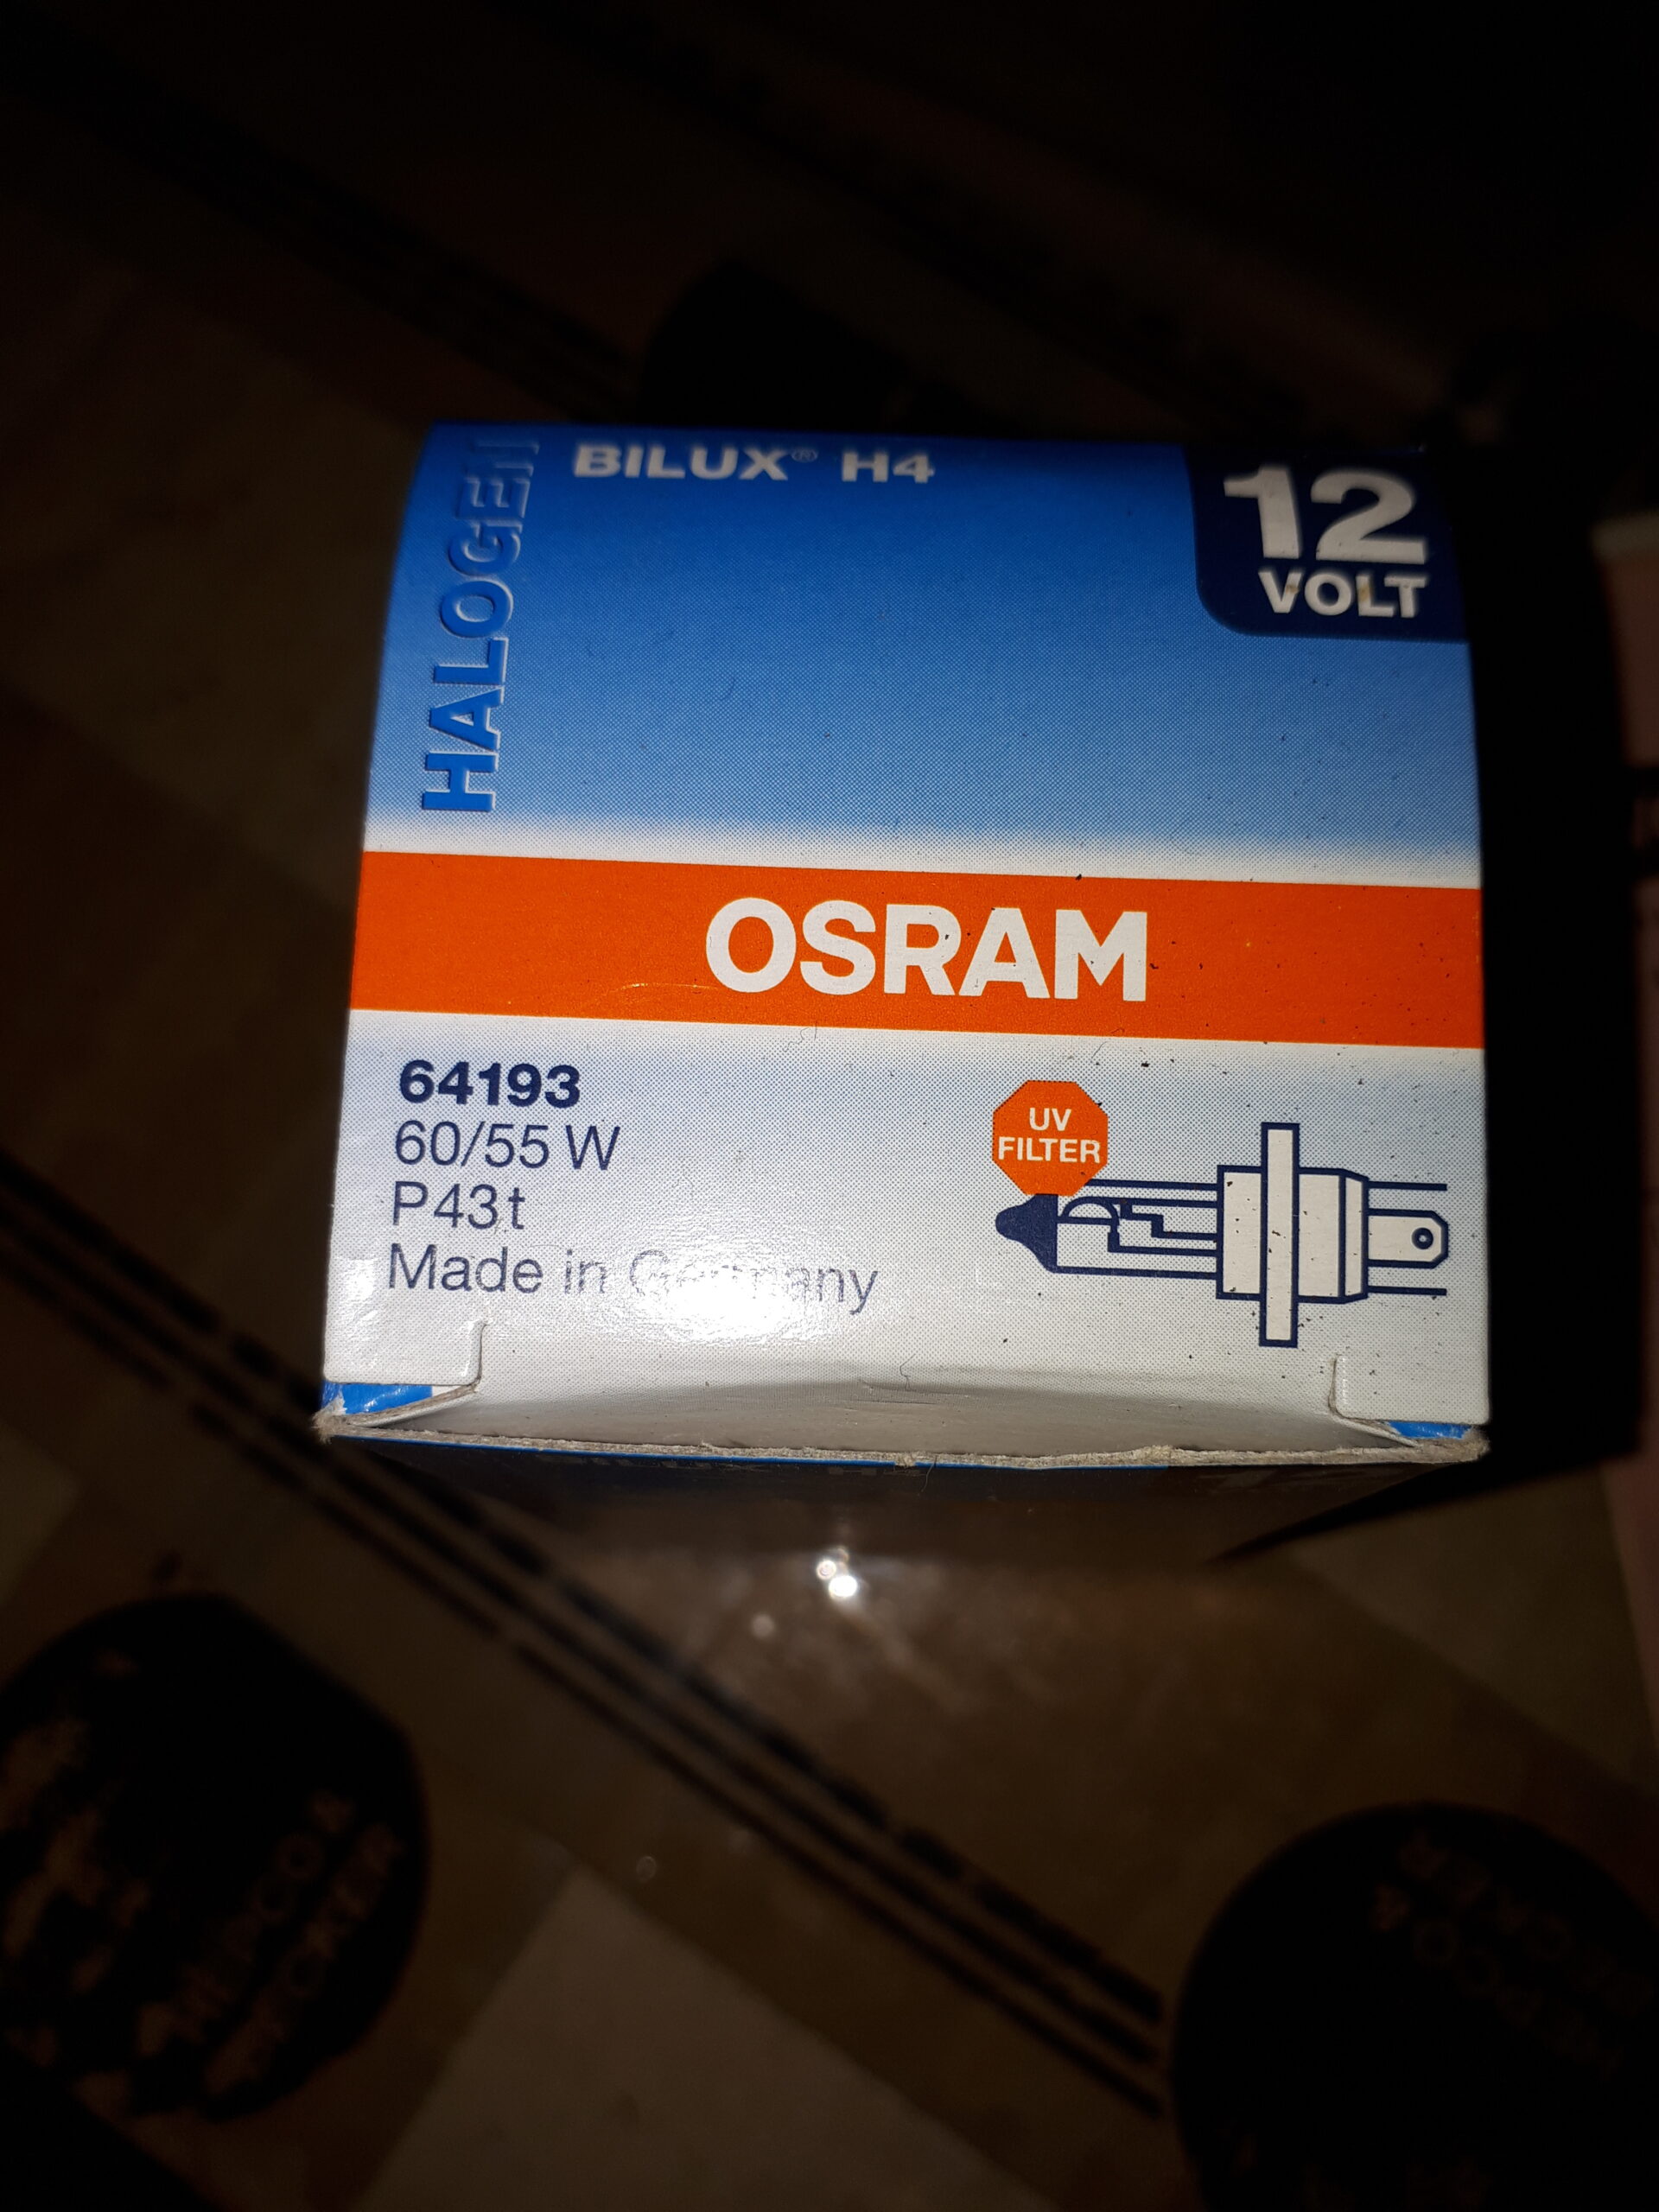 HALOGEN
BILUX® H4
12
VOLT
OSRAM
64193
60/55 W
P43t
Made in Germany
UV
FILTER